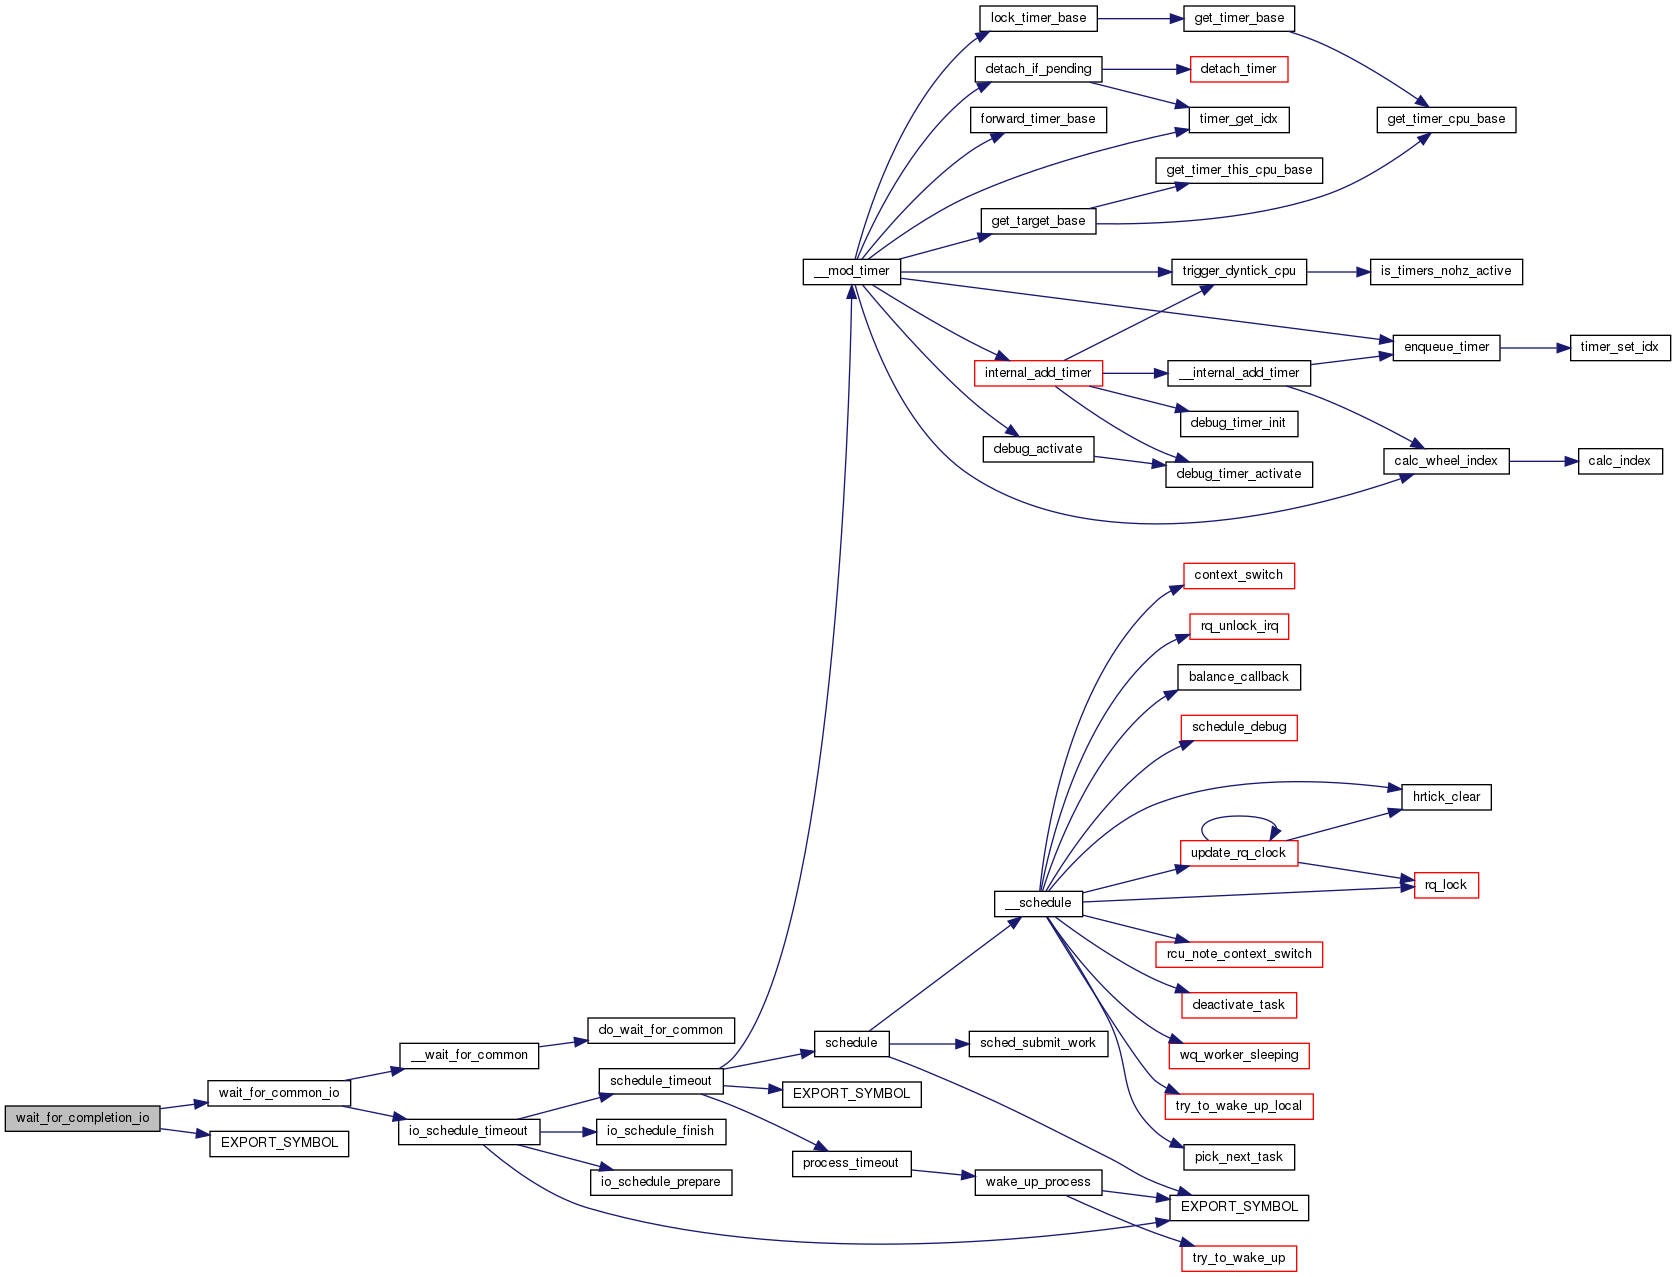 lock_timer_base
get_timer_base
detach_if_pending
detach_timer
forward_timer_base
timer_get_idx
get_timer_cpu_base
get_timer_this_cpu_base
get_target_base
__mod_timer
trigger_dyntick_cpu
is_timers_nohz_active
enqueue_timer
timer_set_idx
internal_add_timer
__internal_add_timer
debug_timer_init
debug_activate
calc_wheel_index
calc_index
debug_timer_activate
context_switch
rq_unlock_irq
balance_callback
schedule_debug
hrtick_clear
update_rq_clock
rq_lock
__schedule
rcu_note_context_switch
deactivate_task
do_wait_for_common
schedule
sched_submit_work
__wait_for_common
wq_worker_sleeping
schedule_timeout
wait_for_common_io
EXPORT_SYMBOL
try_to_wake_up_local
wait_for_completion_io
io_schedule_timeout
io_schedule_finish
EXPORT_SYMBOL
process_timeout
pick_next_task
io_schedule_prepare
wake_up_process
EXPORT_SYMBOL
try_to_wake_up